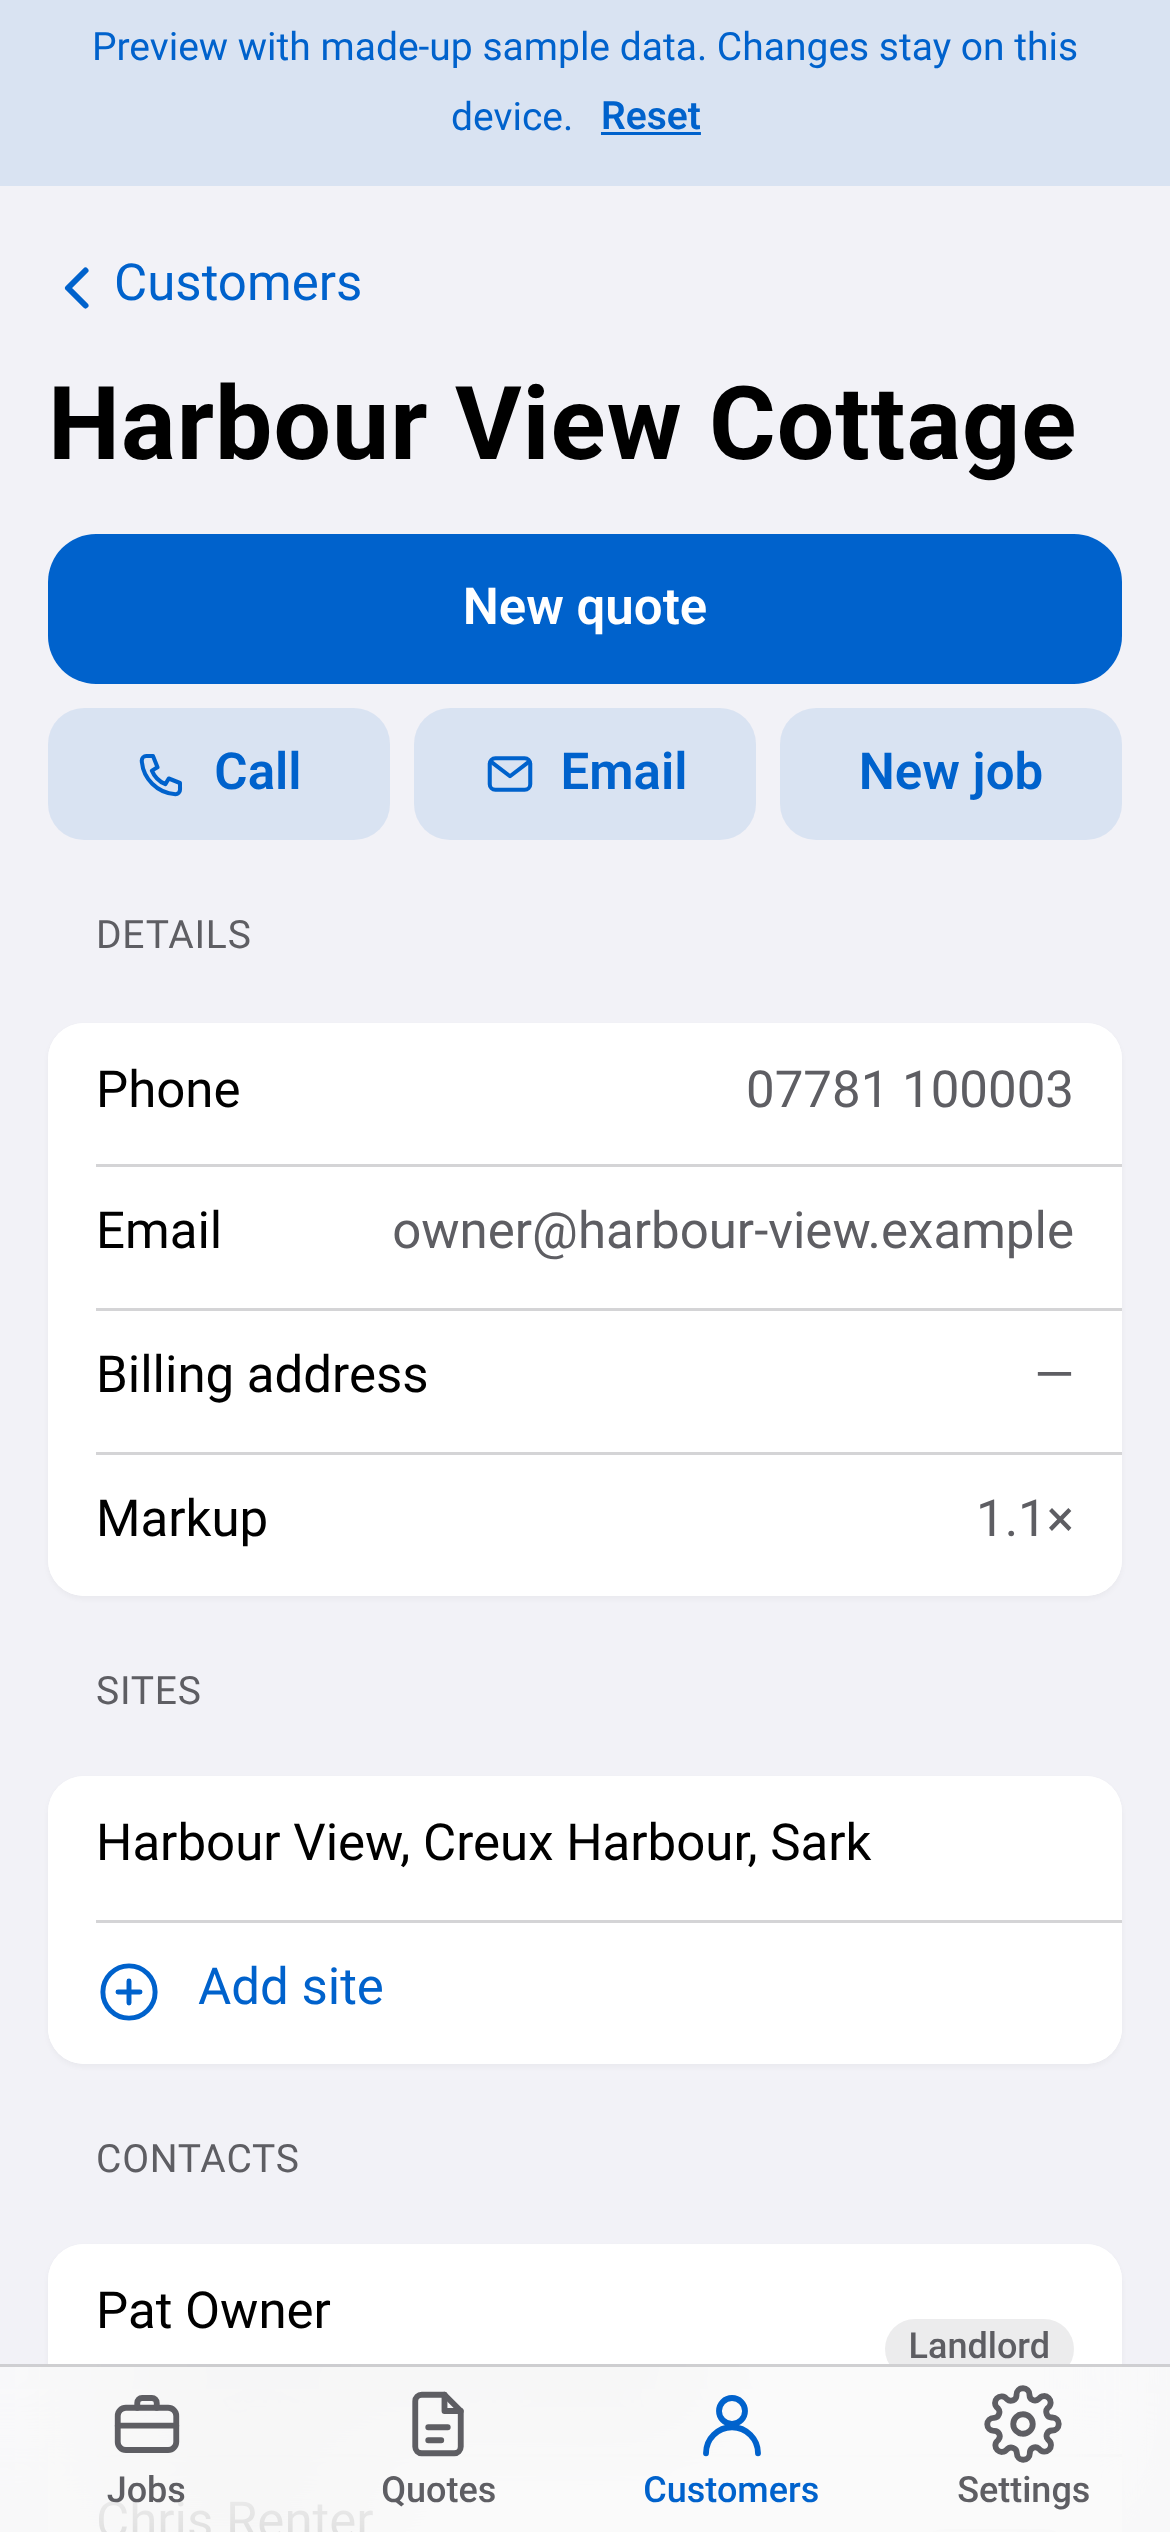 Preview with made-up sample data. Changes stay on this
device. Reset
Customers
Harbour View Cottage
New quote
Call
Email
New job
DETAILS
Phone
07781 100003
Email
owner@harbour-view.example
Billing address
—
Markup
1.1×
SITES
Harbour View, Creux Harbour, Sark
Add site
CONTACTS
Pat Owner
Landlord
Chris Renter
Jobs
Quotes
Customers
Settings